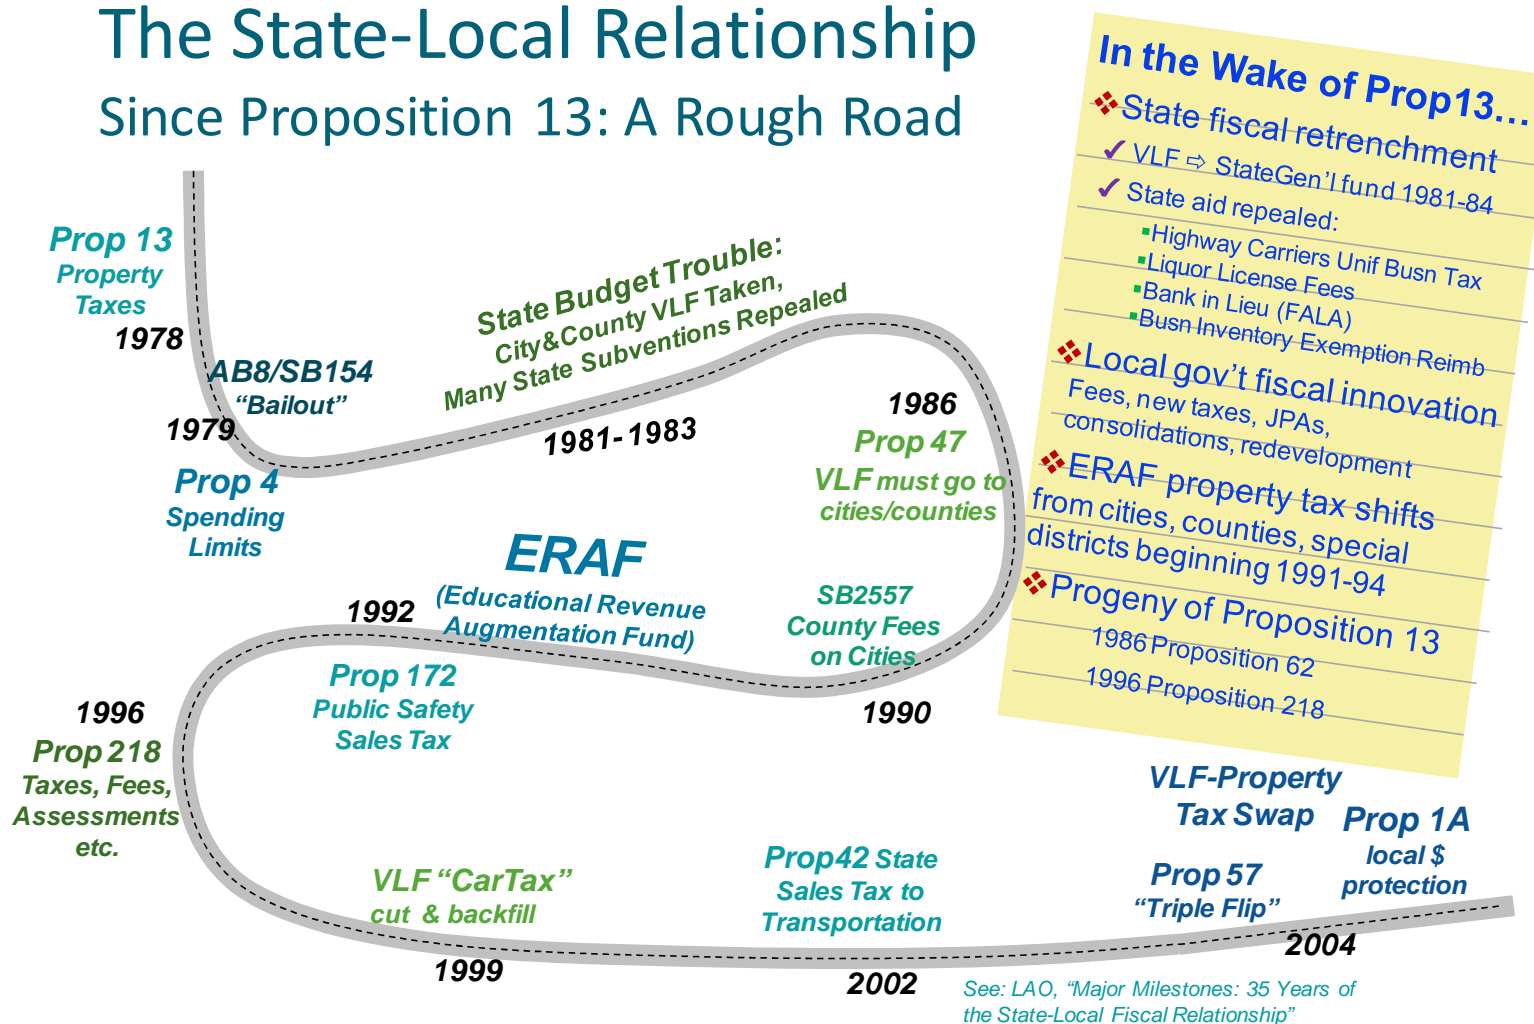 The State-Local Relationship
Since Proposition 13: A Rough Road
Prop 13
Property
Taxes
1978
AB8/SB154
“Bailout”
1979
Prop 4
Spending
Limits
State Budget Trouble:
City&County VLF Taken,
Many State Subventions Repealed
1981-1983
1986
Prop 47
VLF must go to
cities/counties
SB2557
County Fees
on Cities
1990
ERAF
(Educational Revenue
Augmentation Fund)
1992
Prop 172
Public Safety
Sales Tax
1996
Prop 218
Taxes, Fees,
Assessments
etc.
VLF “CarTax”
cut & backfill
1999
Prop42 State
Sales Tax to
Transportation
2002
VLF-Property
Tax Swap
Prop 57
“Triple Flip”
Prop 1A
local $
protection
2004
See: LAO, “Major Milestones: 35 Years of
the State-Local Fiscal Relationship”
In the Wake of Prop13…
❖State fiscal retrenchment
✓ VLF ⇨ StateGen’l fund 1981-84
✓ State aid repealed:
▪Highway Carriers Unif Busn Tax
▪Liquor License Fees
▪Bank in Lieu (FALA)
▪Busn Inventory Exemption Reimb
❖Local gov’t fiscal innovation
Fees, new taxes, JPAs,
consolidations, redevelopment
❖ERAF property tax shifts
from cities, counties, special
districts beginning 1991-94
❖Progeny of Proposition 13
1986 Proposition 62
1996 Proposition 218